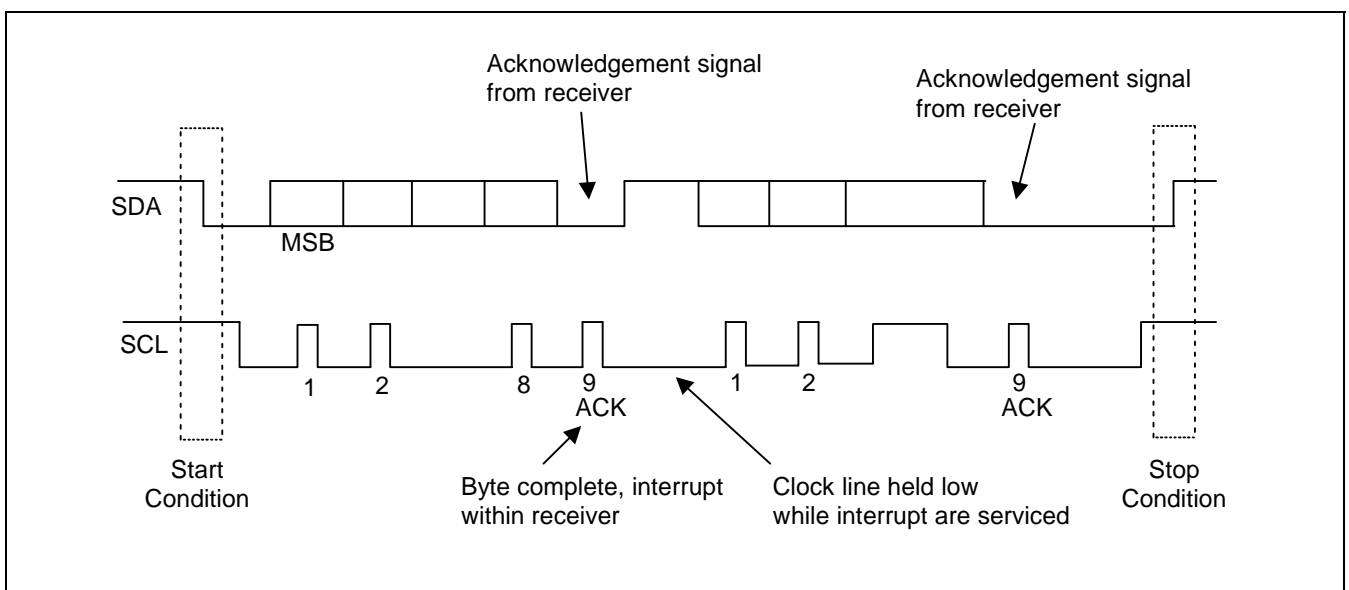 Acknowledgement signal
from receiver
Acknowledgement signal
from receiver
SDA
MSB
SCL
1 2 8 9 1 2 9
ACK ACK
Start
Condition
Byte complete, interrupt
within receiver
Clock line held low
while interrupt are serviced
Stop
Condition